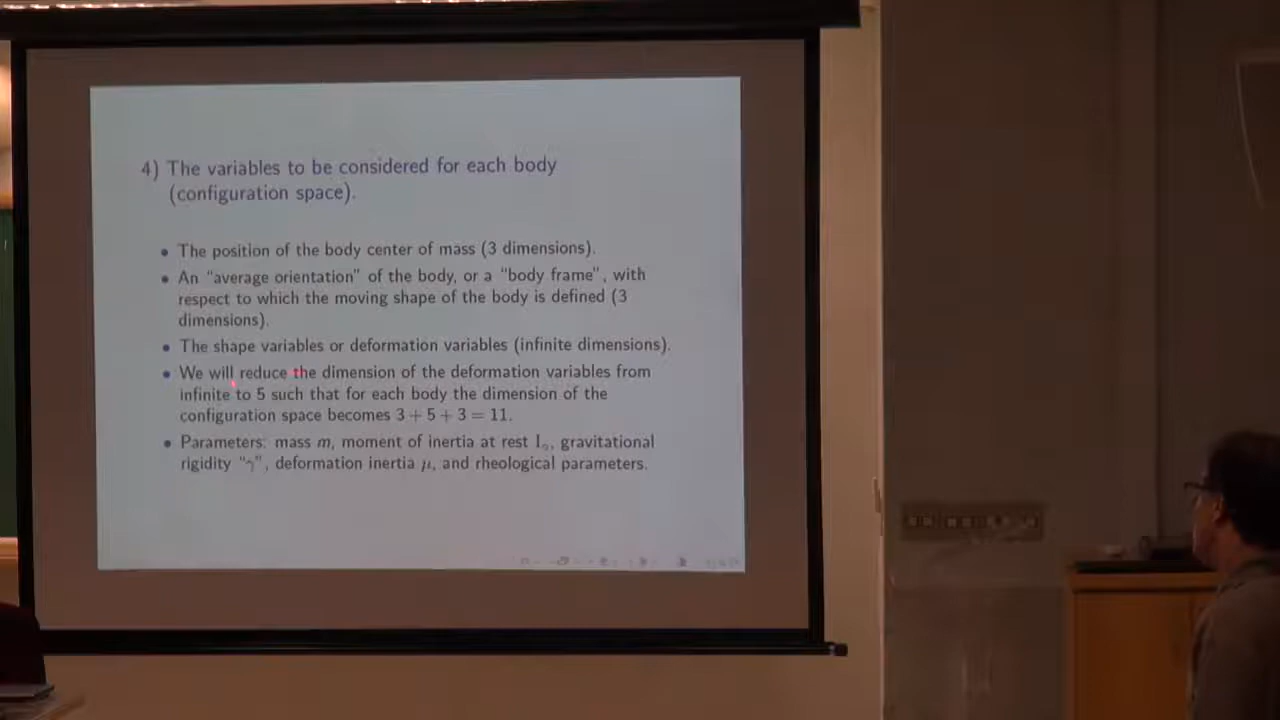 4) The variables to be considered for each body
(configuration space).
• The position of the body center of mass (3 dimensions).
• An “average orientation” of the body, or a “body frame”, with
respect to which the moving shape of the body is defined (3
dimensions).
• The shape variables or deformation variables (infinite dimensions).
• We will reduce the dimension of the deformation variables from
infinite to 5 such that for each body the dimension of the
configuration space becomes 3 + 5 + 3 = 11.
• Parameters: mass m, moment of inertia at rest I₀, gravitational
rigidity “γ”, deformation inertia μ, and rheological parameters.